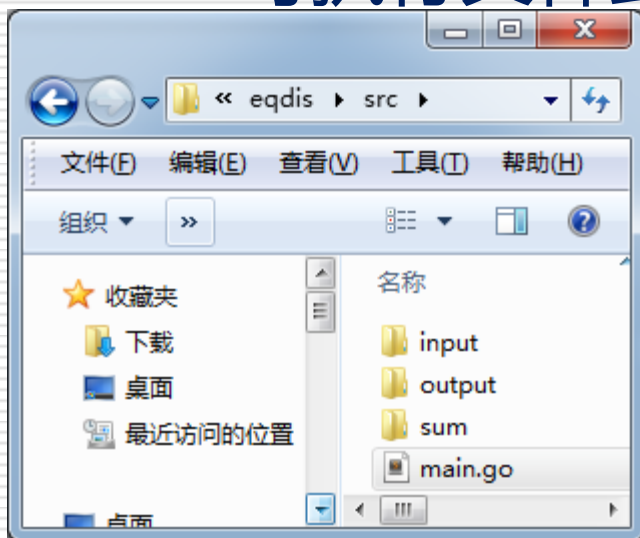 « eqdis ▸ src ▸
文件(F) 编辑(E) 查看(V) 工具(T) 帮助(H)
组织 »
收藏夹
下载
桌面
最近访问的位置
桌面
名称
input
output
sum
main.go